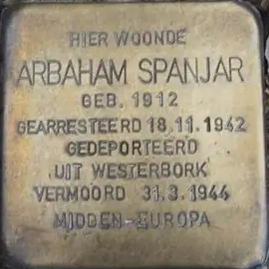 HIER WOONDE
ARBAHAM SPANJAR
GEB. 1912
GEARRESTEERD 18.11.1942
GEDEPORTEERD
UIT WESTERBORK
VERMOORD 31.3.1944
MIDDEN-EUROPA